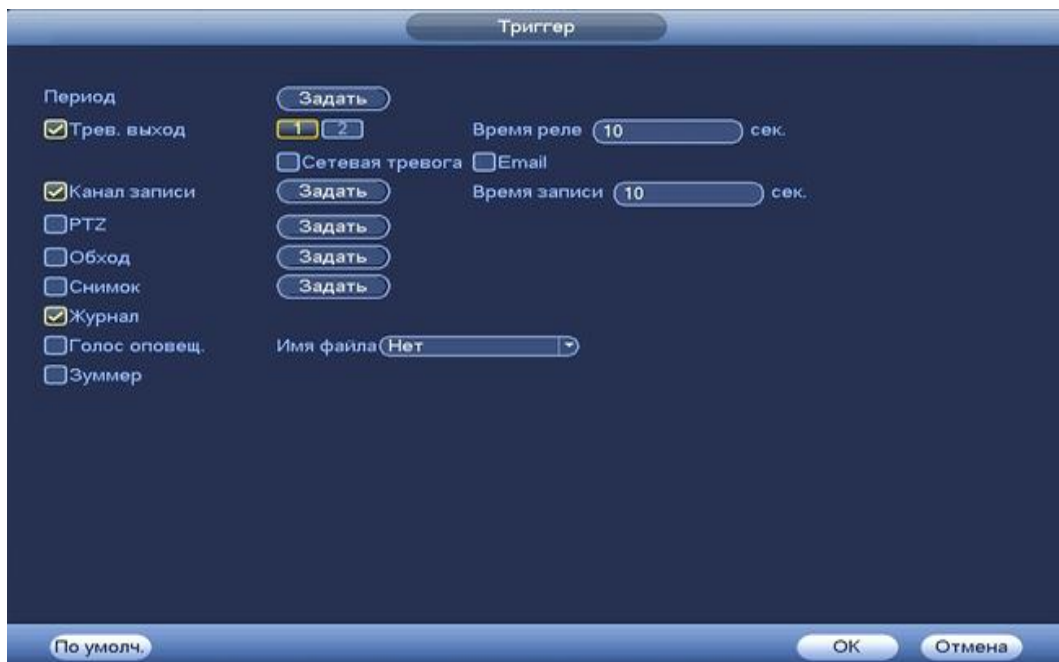 Триггер
Период Задать
Трев. выход 1 2 Время реле 10 сек.
Сетевая тревога Email
Канал записи Задать Время записи 10 сек.
PTZ Задать
Обход Задать
Снимок Задать
Журнал
Голос оповещ. Имя файла Нет
Зуммер
По умолч. OK Отмена